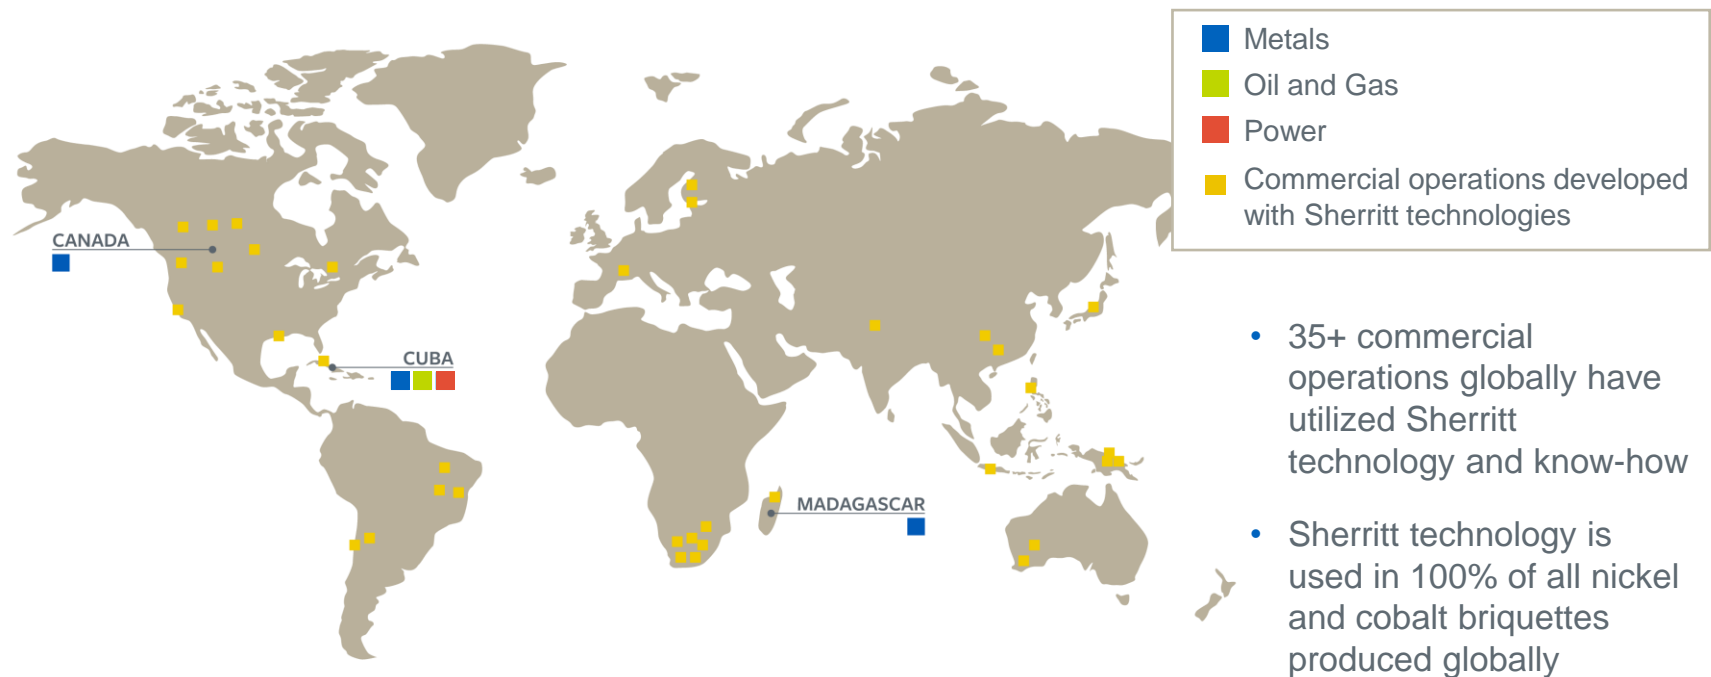 Metals
Oil and Gas
Power
Commercial operations developed
with Sherritt technologies
CANADA
CUBA
MADAGASCAR
• 35+ commercial
operations globally have
utilized Sherritt
technology and know-how
• Sherritt technology is
used in 100% of all nickel
and cobalt briquettes
produced globally